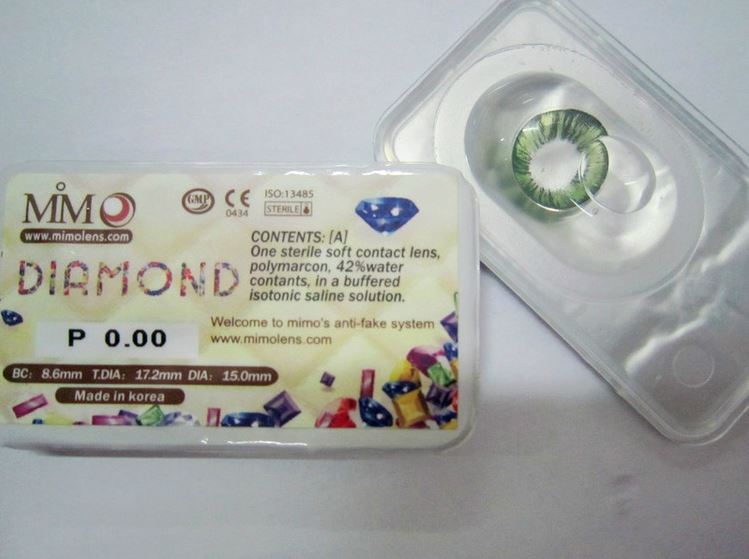 MIMO
www.mimolens.com
DIAMOND
P 0.00
BC: 8.6mm T.DIA: 17.2mm DIA: 15.0mm
Made in korea
GMP
CE
0434
ISO:13485
STERILE
CONTENTS: [A]
One sterile soft contact lens,
polymarcon, 42%water
contants, in a buffered
isotonic saline solution.
Welcome to mimo's anti-fake system
www.mimolens.com